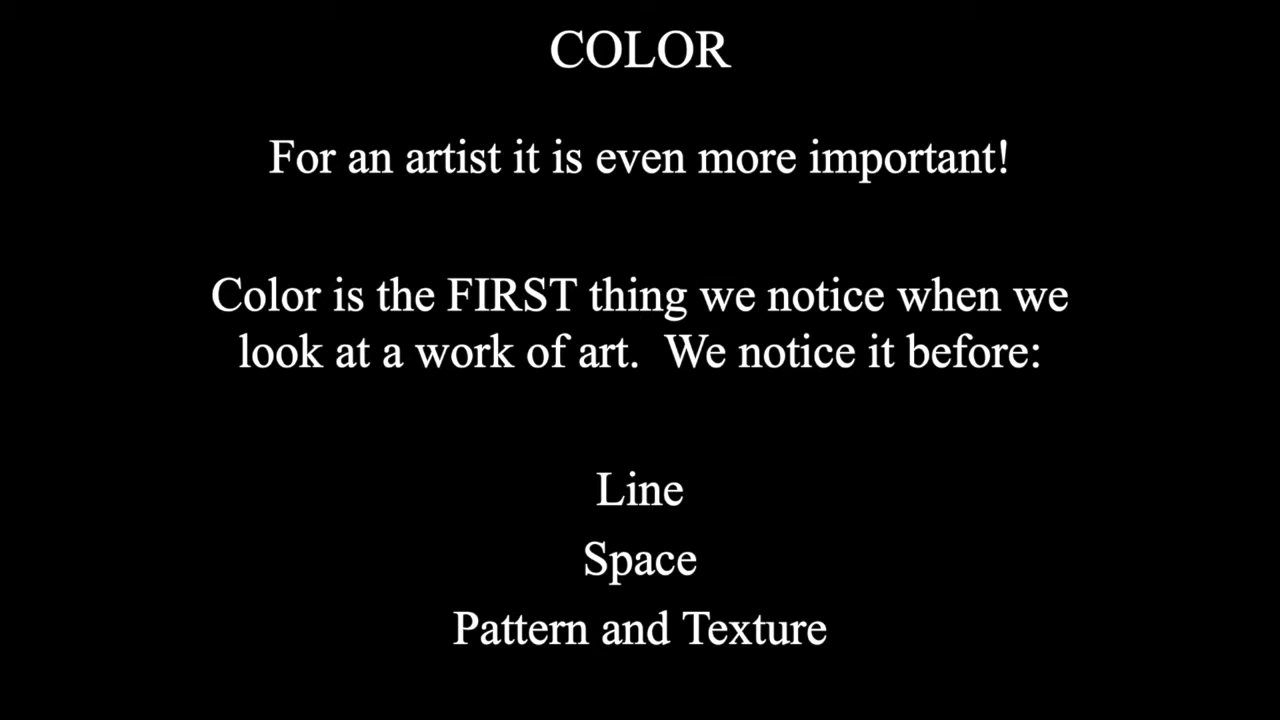 COLOR
For an artist it is even more important!
Color is the FIRST thing we notice when we
look at a work of art.  We notice it before:
Line
Space
Pattern and Texture